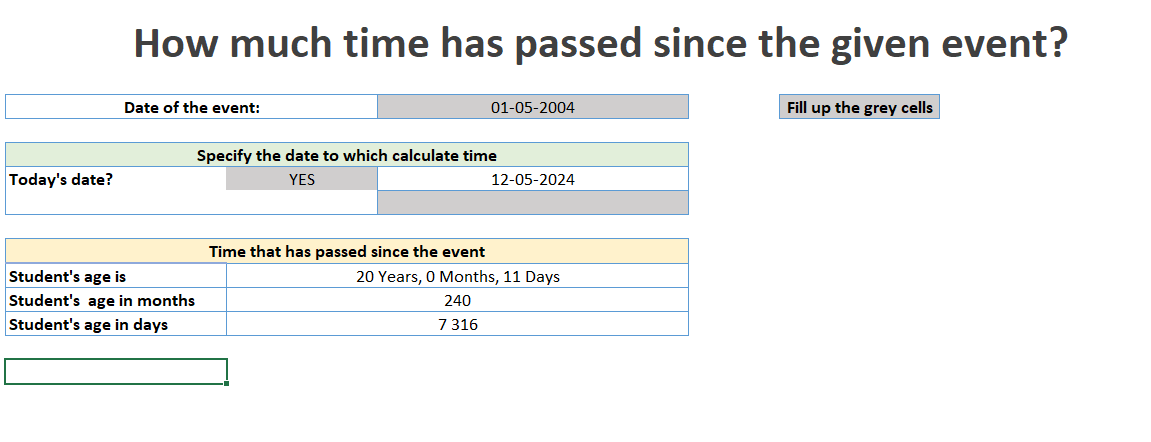 How much time has passed since the given event?
Date of the event: 01-05-2004 Fill up the grey cells
Specify the date to which calculate time
Today's date? YES 12-05-2024
Time that has passed since the event
Student's age is 20 Years, 0 Months, 11 Days
Student's  age in months 240
Student's age in days 7 316